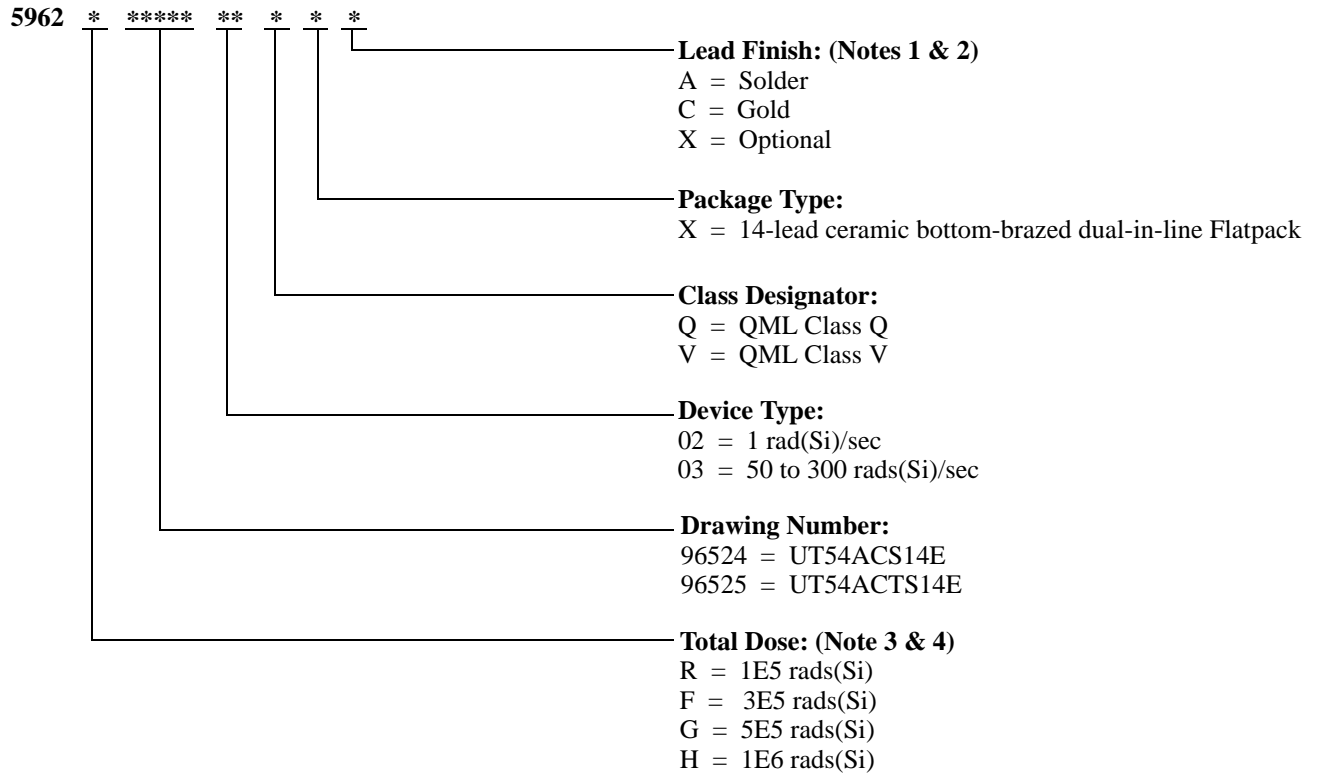 5962 * ***** ** * * *
Lead Finish: (Notes 1 & 2)
A = Solder
C = Gold
X = Optional
Package Type:
X = 14-lead ceramic bottom-brazed dual-in-line Flatpack
Class Designator:
Q = QML Class Q
V = QML Class V
Device Type:
02 = 1 rad(Si)/sec
03 = 50 to 300 rads(Si)/sec
Drawing Number:
96524 = UT54ACS14E
96525 = UT54ACTS14E
Total Dose: (Note 3 & 4)
R = 1E5 rads(Si)
F = 3E5 rads(Si)
G = 5E5 rads(Si)
H = 1E6 rads(Si)